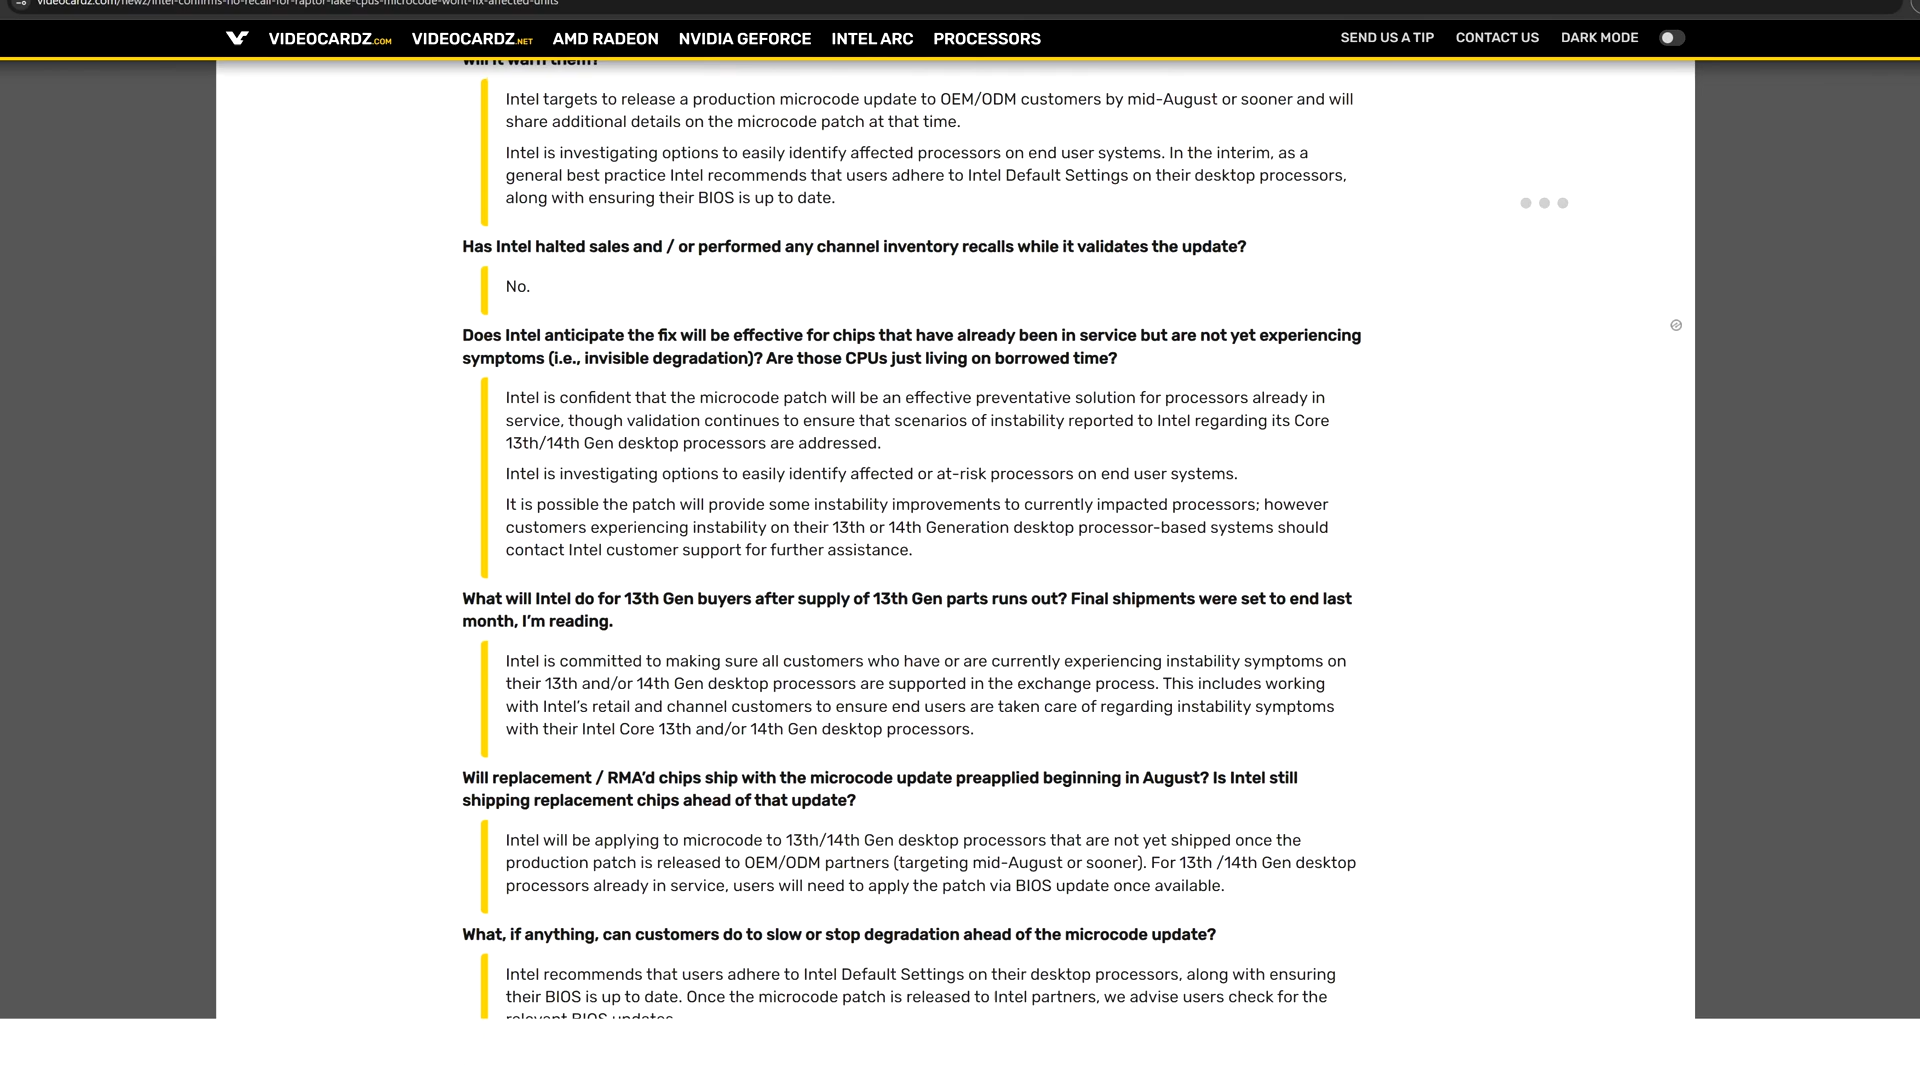 videocardz.com/newz/intel-confirms-no-recall-for-raptor-lake-cpus-microcode-wont-fix-affected-units
VIDEOCARDZ.COM VIDEOCARDZ.NET AMD RADEON NVIDIA GEFORCE INTEL ARC PROCESSORS SEND US A TIP CONTACT US DARK MODE
Will it warn them?
Intel targets to release a production microcode update to OEM/ODM customers by mid-August or sooner and will
share additional details on the microcode patch at that time.
Intel is investigating options to easily identify affected processors on end user systems. In the interim, as a
general best practice Intel recommends that users adhere to Intel Default Settings on their desktop processors,
along with ensuring their BIOS is up to date.
Has Intel halted sales and / or performed any channel inventory recalls while it validates the update?
No.
Does Intel anticipate the fix will be effective for chips that have already been in service but are not yet experiencing
symptoms (i.e., invisible degradation)? Are those CPUs just living on borrowed time?
Intel is confident that the microcode patch will be an effective preventative solution for processors already in
service, though validation continues to ensure that scenarios of instability reported to Intel regarding its Core
13th/14th Gen desktop processors are addressed.
Intel is investigating options to easily identify affected or at-risk processors on end user systems.
It is possible the patch will provide some instability improvements to currently impacted processors; however
customers experiencing instability on their 13th or 14th Generation desktop processor-based systems should
contact Intel customer support for further assistance.
What will Intel do for 13th Gen buyers after supply of 13th Gen parts runs out? Final shipments were set to end last
month, I’m reading.
Intel is committed to making sure all customers who have or are currently experiencing instability symptoms on
their 13th and/or 14th Gen desktop processors are supported in the exchange process. This includes working
with Intel’s retail and channel customers to ensure end users are taken care of regarding instability symptoms
with their Intel Core 13th and/or 14th Gen desktop processors.
Will replacement / RMA’d chips ship with the microcode update preapplied beginning in August? Is Intel still
shipping replacement chips ahead of that update?
Intel will be applying to microcode to 13th/14th Gen desktop processors that are not yet shipped once the
production patch is released to OEM/ODM partners (targeting mid-August or sooner). For 13th /14th Gen desktop
processors already in service, users will need to apply the patch via BIOS update once available.
What, if anything, can customers do to slow or stop degradation ahead of the microcode update?
Intel recommends that users adhere to Intel Default Settings on their desktop processors, along with ensuring
their BIOS is up to date. Once the microcode patch is released to Intel partners, we advise users check for the
relevant BIOS updates.